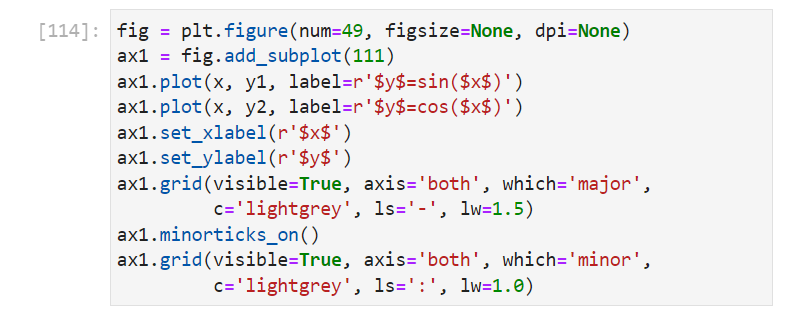 [114]: fig = plt.figure(num=49, figsize=None, dpi=None)
ax1 = fig.add_subplot(111)
ax1.plot(x, y1, label=r'$y$=sin($x$)')
ax1.plot(x, y2, label=r'$y$=cos($x$)')
ax1.set_xlabel(r'$x$')
ax1.set_ylabel(r'$y$')
ax1.grid(visible=True, axis='both', which='major',
         c='lightgrey', ls='-', lw=1.5)
ax1.minorticks_on()
ax1.grid(visible=True, axis='both', which='minor',
         c='lightgrey', ls=':', lw=1.0)